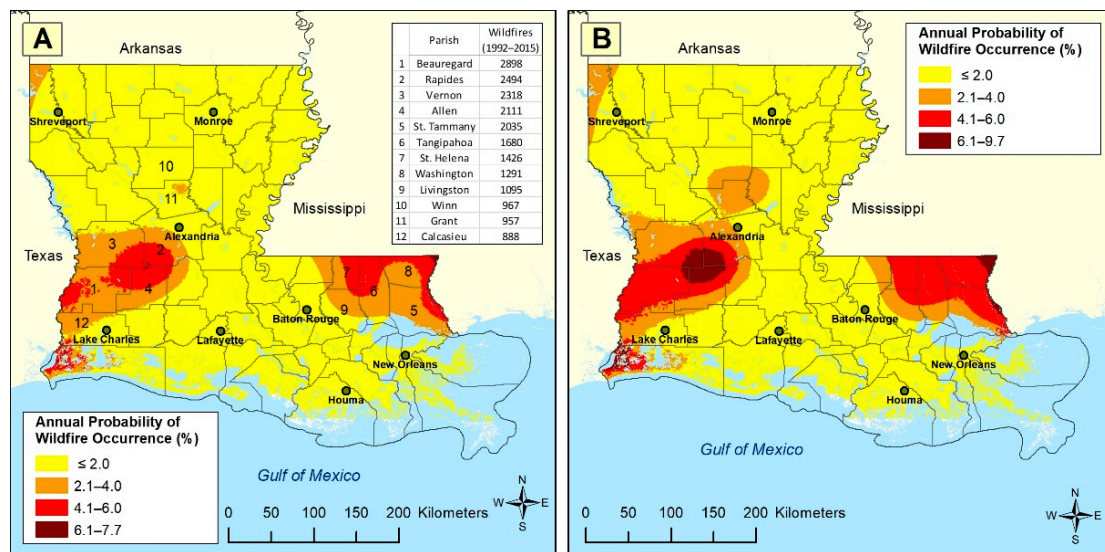 A
Arkansas
Parish
Wildfires
(1992–2015)
1 Beauregard 2898
2 Rapides 2494
3 Vernon 2318
4 Allen 2111
5 St. Tammany 2035
6 Tangipahoa 1680
7 St. Helena 1426
8 Washington 1291
9 Livingston 1095
10 Winn 967
11 Grant 957
12 Calcasieu 888
Shreveport
Monroe
10
11
Mississippi
Alexandria
Texas
3
2
7
8
1
4
6
12
9
5
Baton Rouge
Lake Charles
Lafayette
New Orleans
Houma
Annual Probability of
Wildfire Occurrence (%)
≤ 2.0
2.1–4.0
4.1–6.0
6.1–7.7
Gulf of Mexico
0 50 100 150 200 Kilometers
N
W E
S
B
Arkansas
Annual Probability of
Wildfire Occurrence (%)
≤ 2.0
2.1–4.0
4.1–6.0
6.1–9.7
Shreveport
Monroe
Mississippi
Alexandria
Texas
Baton Rouge
Lake Charles
Lafayette
New Orleans
Houma
Gulf of Mexico
0 50 100 150 200 Kilometers
N
W E
S